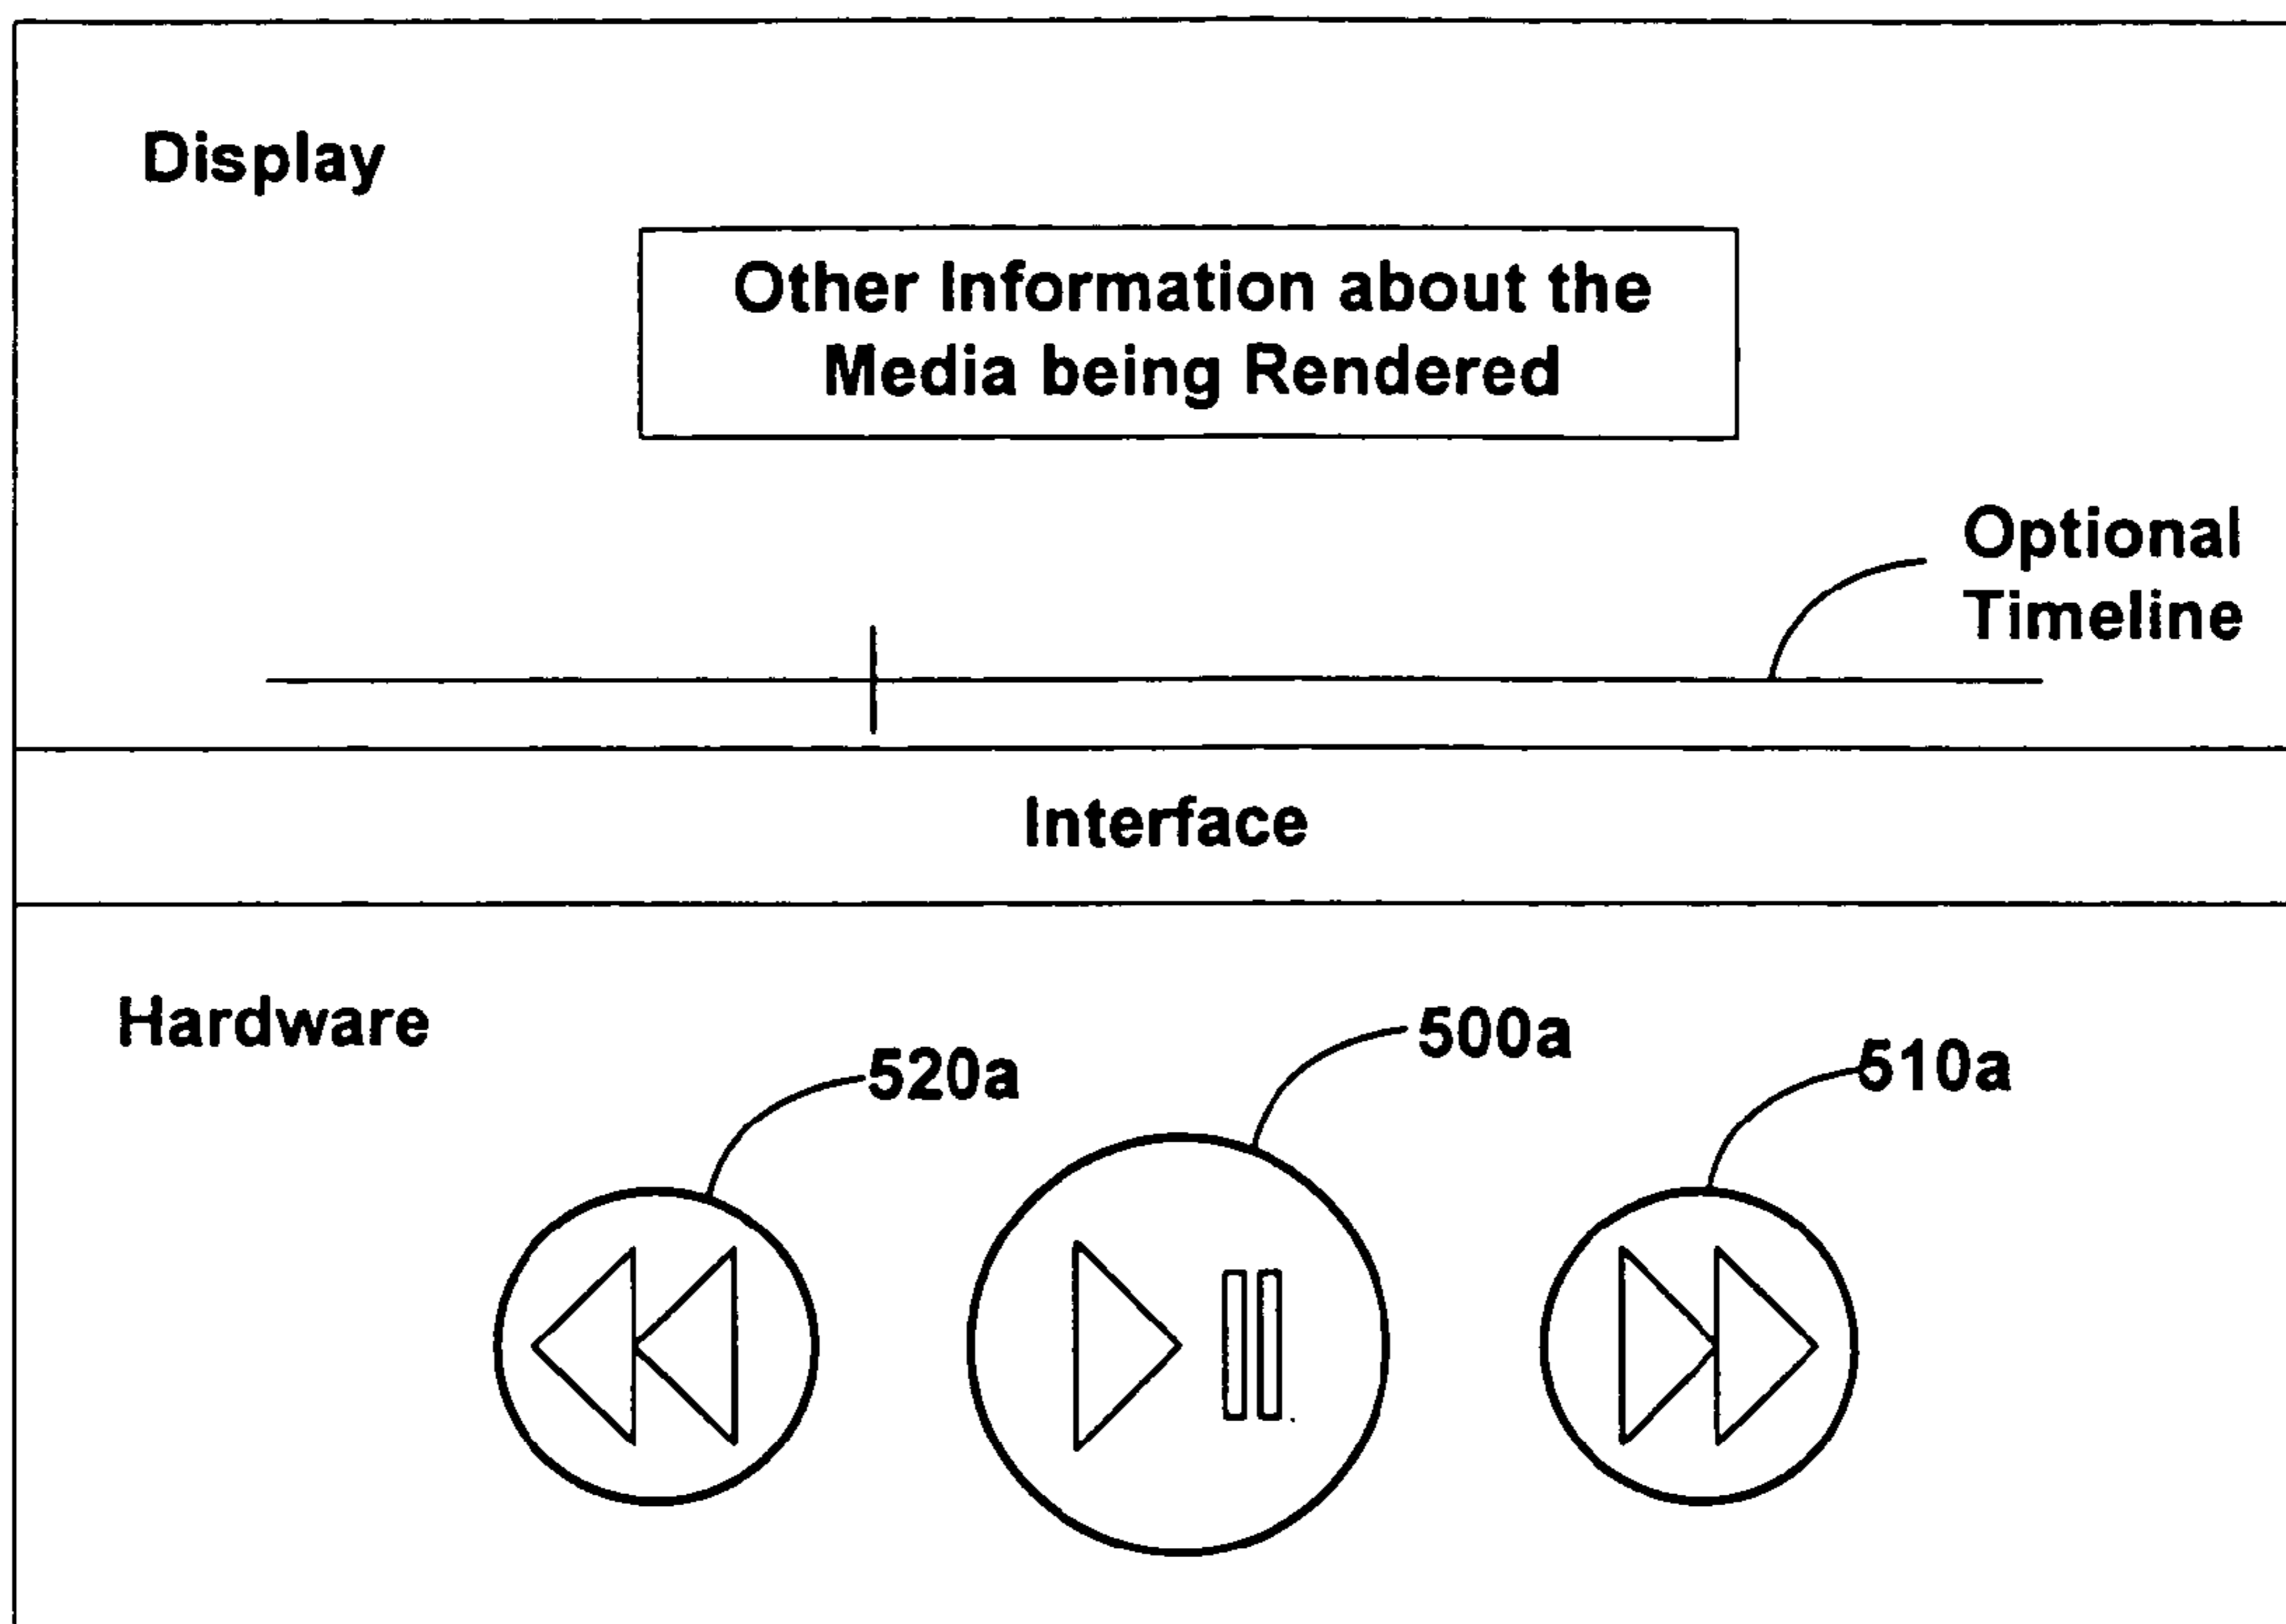 Display
Other Information about the
Media being Rendered
Optional
Timeline
Interface
Hardware
520a
500a
510a